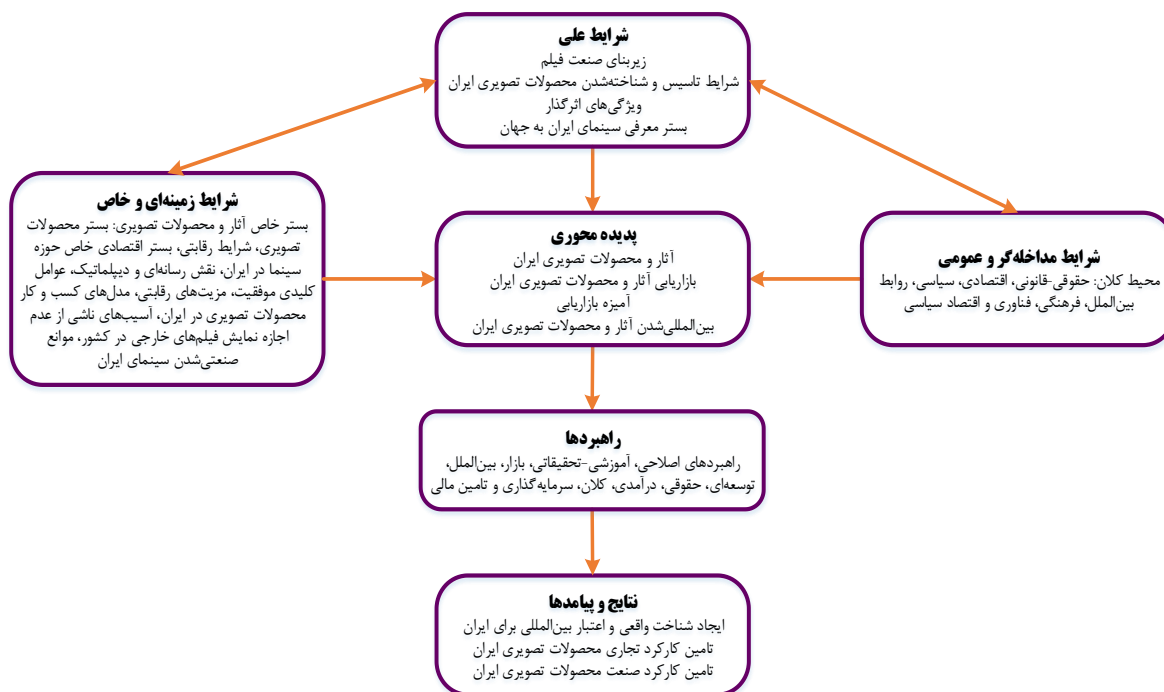 شرایط علی
زیربنای صنعت فیلم
شرایط تاسیس و شناخته‌شدن محصولات تصویری ایران
ویژگی‌های اثرگذار
بستر معرفی سینمای ایران به جهان
شرایط زمینه‌ای و خاص
بستر خاص آثار و محصولات تصویری: بستر محصولات
تصویری، شرایط رقابتی، بستر اقتصادی خاص حوزه
سینما در ایران، نقش رسانه‌ای و دیپلماتیک، عوامل
کلیدی موفقیت، مزیت‌های رقابتی، مدل‌های کسب و کار
محصولات تصویری در ایران، آسیب‌های ناشی از عدم
اجازه نمایش فیلم‌های خارجی در کشور، موانع
صنعتی‌شدن سینمای ایران
پدیده محوری
آثار و محصولات تصویری ایران
بازاریابی آثار و محصولات تصویری ایران
آمیزه بازاریابی
بین‌المللی‌شدن آثار و محصولات تصویری ایران
شرایط مداخله‌گر و عمومی
محیط کلان: حقوقی-قانونی، اقتصادی، سیاسی، روابط
بین‌الملل، فرهنگی، فناوری و اقتصاد سیاسی
راهبردها
راهبردهای اصلاحی، آموزشی-تحقیقاتی، بازار، بین‌الملل،
توسعه‌ای، حقوقی، درآمدی، کلان، سرمایه‌گذاری و تامین مالی
نتایج و پیامدها
ایجاد شناخت واقعی و اعتبار بین‌المللی برای ایران
تامین کارکرد تجاری محصولات تصویری ایران
تامین کارکرد صنعت محصولات تصویری ایران